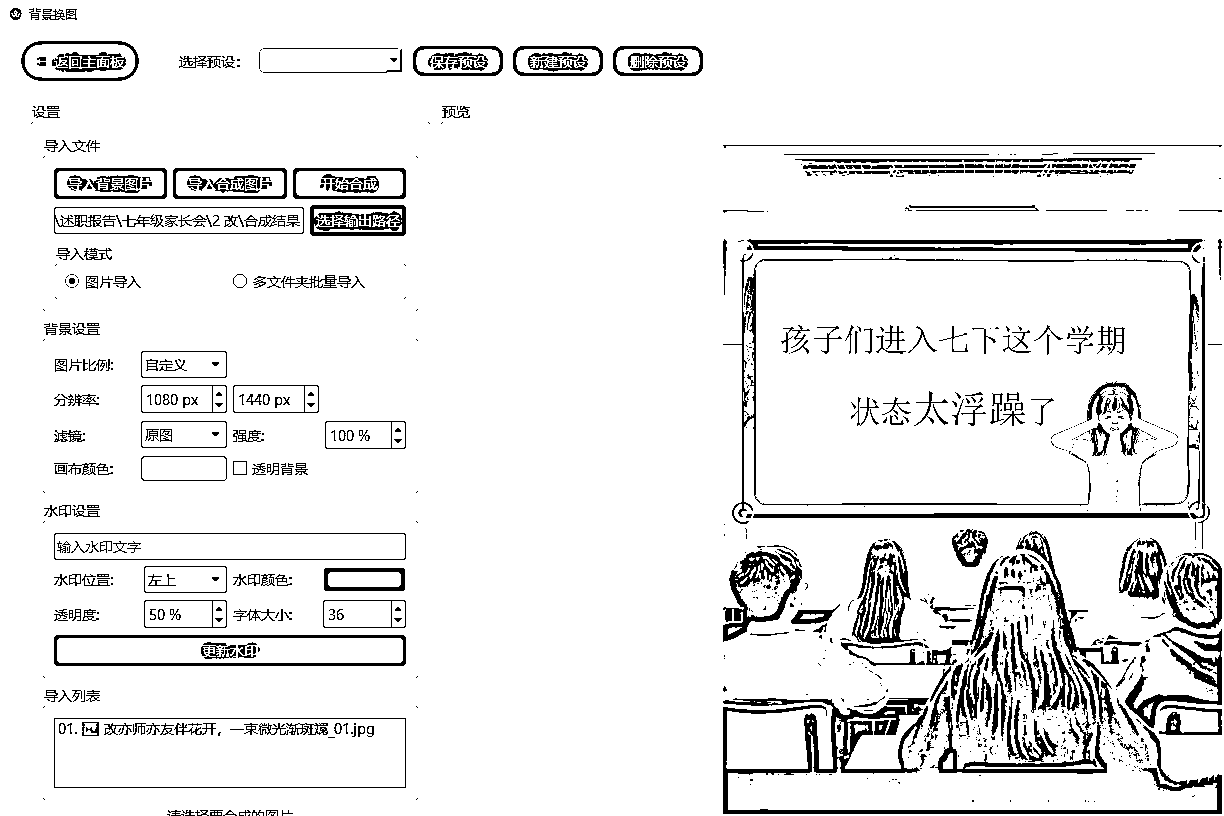 背景换图
返回主面板 选择预设: 保存预设 新建预设 删除预设
设置
预览
导入文件
导入背景图片 导入合成图片 开始合成
\述职报告\七年级家长会\2 改\合成结果 选择输出路径
导入模式
图片导入 多文件夹批量导入
背景设置
图片比例: 自定义
分辨率: 1080 px 1440 px
滤镜: 原图 强度: 100 %
画布颜色: 透明背景
水印设置
输入水印文字
水印位置: 左上 水印颜色:
透明度: 50 % 字体大小: 36
更新水印
导入列表
01. 改亦师亦友伴花开，一束微光渐斑斓_01.jpg
请选择要合成的图片
孩子们进入七下这个学期
状态太浮躁了